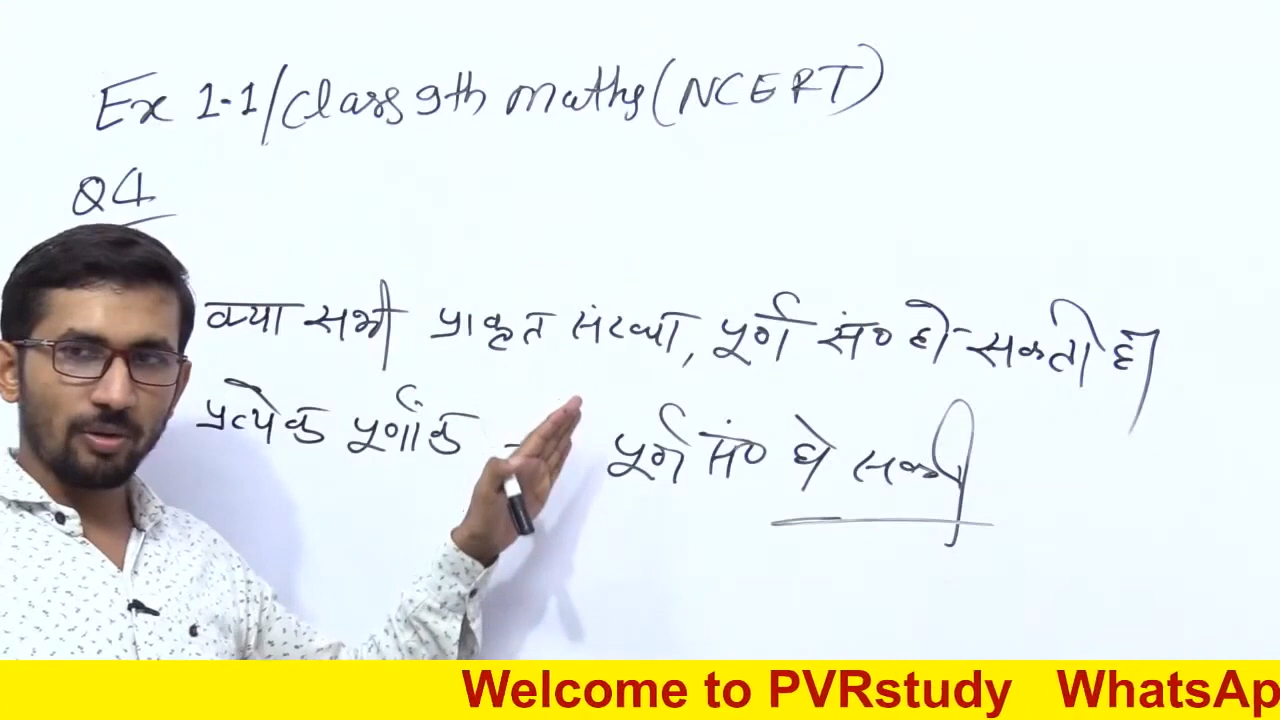 Ex 1.1/Class 9th maths (NCERT)
Q4
क्या सभी प्राकृत संख्या, पूर्ण सं० हो सकती है
प्रत्येक पूर्णांक पूर्ण सं० हो सकती
Welcome to PVRstudy WhatsAp